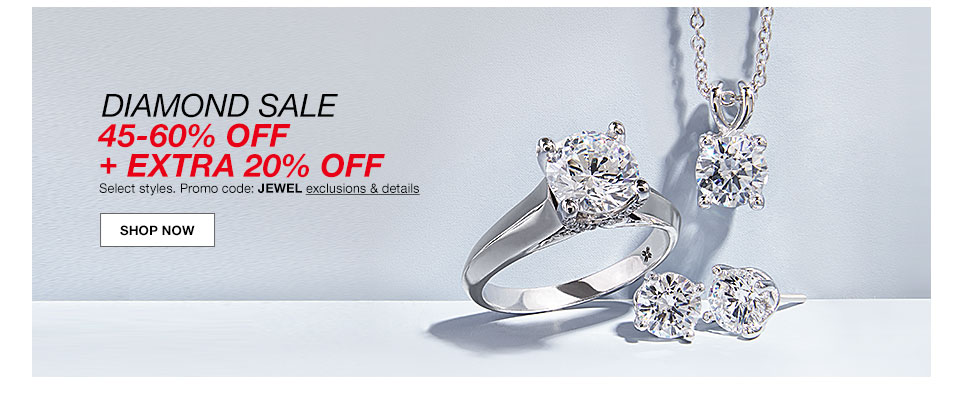 DIAMOND SALE
45-60% OFF
+ EXTRA 20% OFF
Select styles. Promo code: JEWEL exclusions & details
SHOP NOW